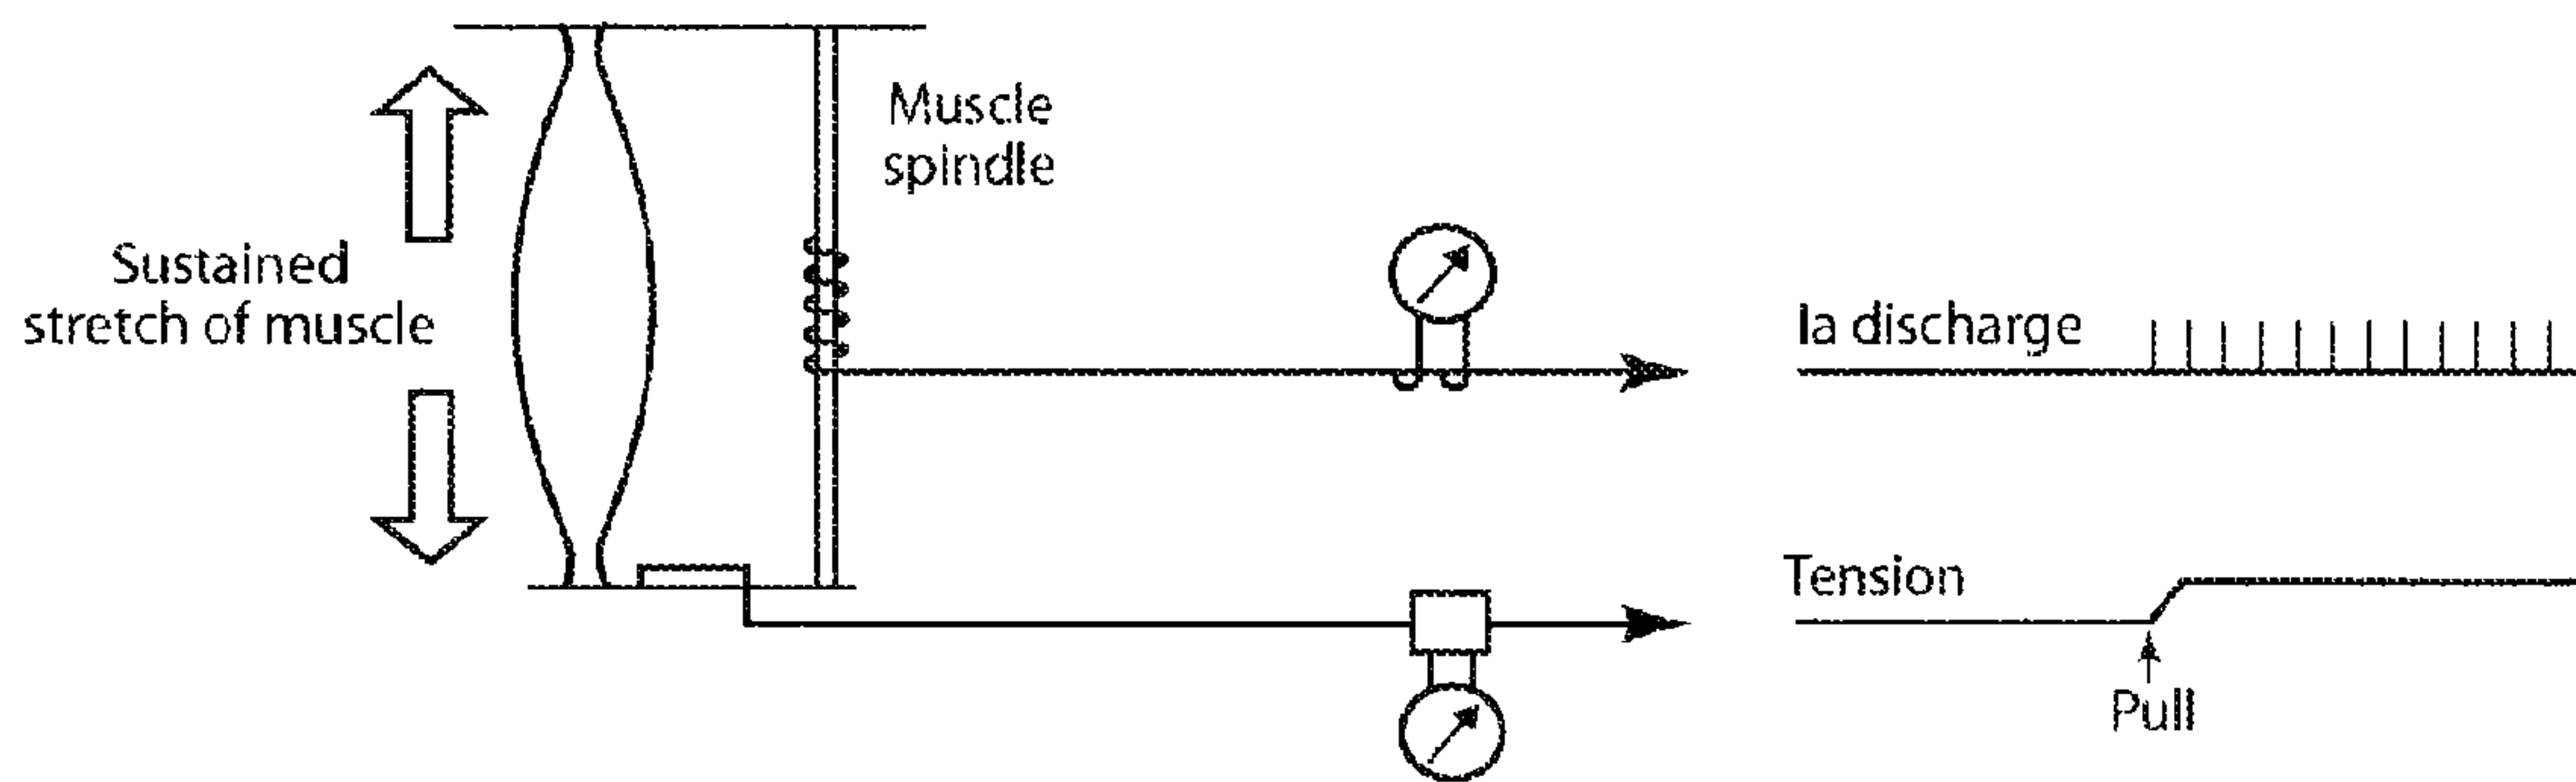 Muscle
spindle
Sustained
stretch of muscle
Ia discharge
Tension
Pull